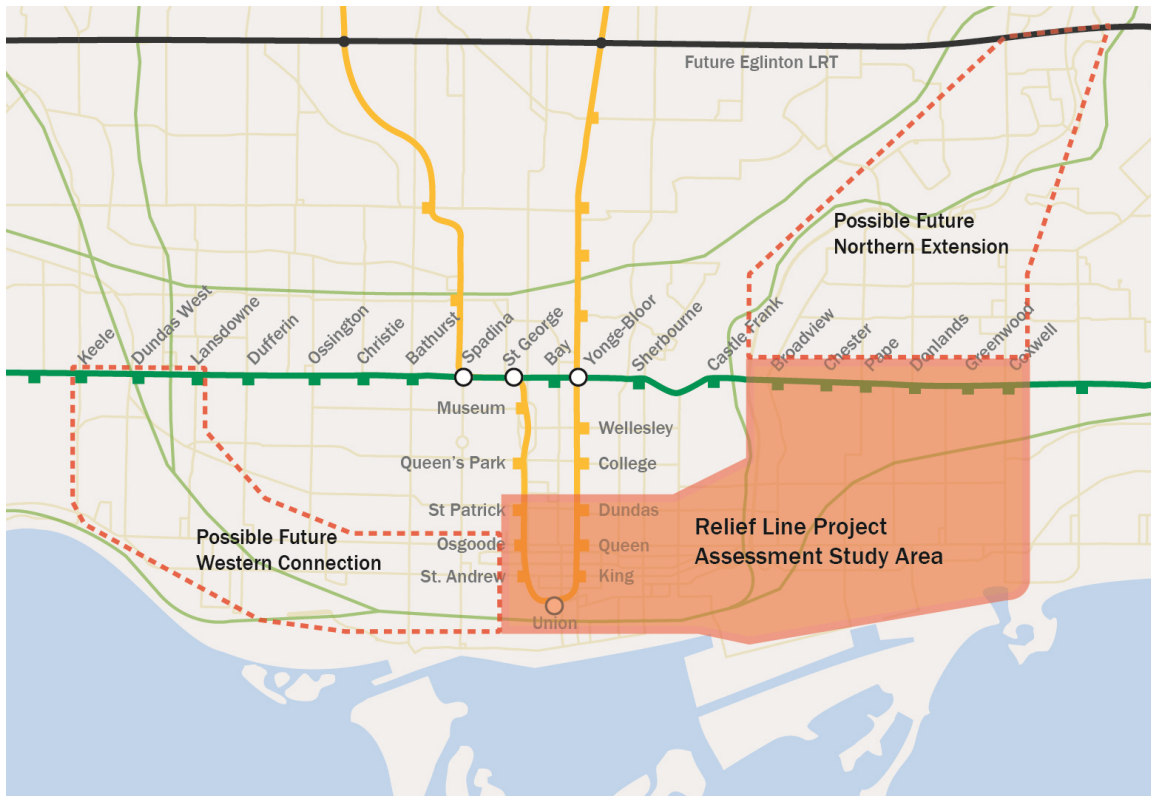 Future Eglinton LRT
Possible Future
Northern Extension
Keele
Dundas West
Lansdowne
Dufferin
Ossington
Christie
Bathurst
Spadina
St George
Bay
Yonge-Bloor
Sherbourne
Castle Frank
Broadview
Chester
Pape
Donlands
Greenwood
Coxwell
Museum
Wellesley
Queen's Park
College
St Patrick
Dundas
Osgoode
Queen
St. Andrew
King
Union
Relief Line Project
Assessment Study Area
Possible Future
Western Connection